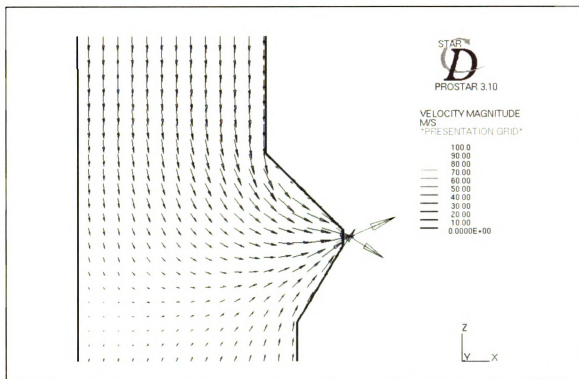 STAR
CD
PROSTAR 3.10
VELOCITY MAGNITUDE
M/S
*PRESENTATION GRID*
100.0
90.00
80.00
70.00
60.00
50.00
40.00
30.00
20.00
10.00
0.0000E+00
Z
Y X